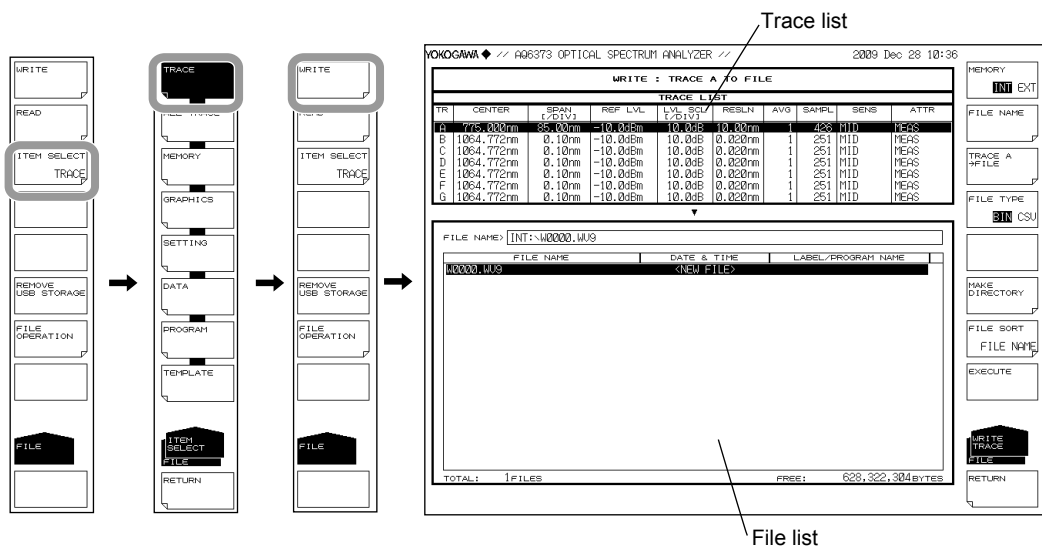 Trace list
WRITE
READ
ITEM SELECT
TRACE
REMOVE
USB STORAGE
FILE
OPERATION
FILE
TRACE
MEMORY
GRAPHICS
SETTING
DATA
PROGRAM
TEMPLATE
ITEM
SELECT
FILE
RETURN
WRITE
ITEM SELECT
TRACE
REMOVE
USB STORAGE
FILE
OPERATION
FILE
YOKOGAWA ◆ // AQ6373 OPTICAL SPECTRUM ANALYZER // 2009 Dec 28 10:36
WRITE : TRACE A TO FILE
TRACE LIST
TR CENTER SPAN [/DIV] REF LVL LVL SCL [/DIV] RESLN AVG SAMPL SENS ATTR
A 775.000nm 85.00nm -10.0dBm 10.0dB 10.00nm 1 426 MID MEAS
B 1064.772nm 0.10nm -10.0dBm 10.0dB 0.020nm 1 251 MID MEAS
C 1064.772nm 0.10nm -10.0dBm 10.0dB 0.020nm 1 251 MID MEAS
D 1064.772nm 0.10nm -10.0dBm 10.0dB 0.020nm 1 251 MID MEAS
E 1064.772nm 0.10nm -10.0dBm 10.0dB 0.020nm 1 251 MID MEAS
F 1064.772nm 0.10nm -10.0dBm 10.0dB 0.020nm 1 251 MID MEAS
G 1064.772nm 0.10nm -10.0dBm 10.0dB 0.020nm 1 251 MID MEAS
▼
FILE NAME> INT:\W0000.WV9
FILE NAME DATE & TIME LABEL/PROGRAM NAME
W0000.WV9 <NEW FILE>
TOTAL: 1FILES FREE: 628,322,304BYTES
MEMORY
INT EXT
FILE NAME
TRACE A
→FILE
FILE TYPE
BIN CSV
MAKE
DIRECTORY
FILE SORT
FILE NAME
EXECUTE
WRITE
TRACE
FILE
RETURN
File list